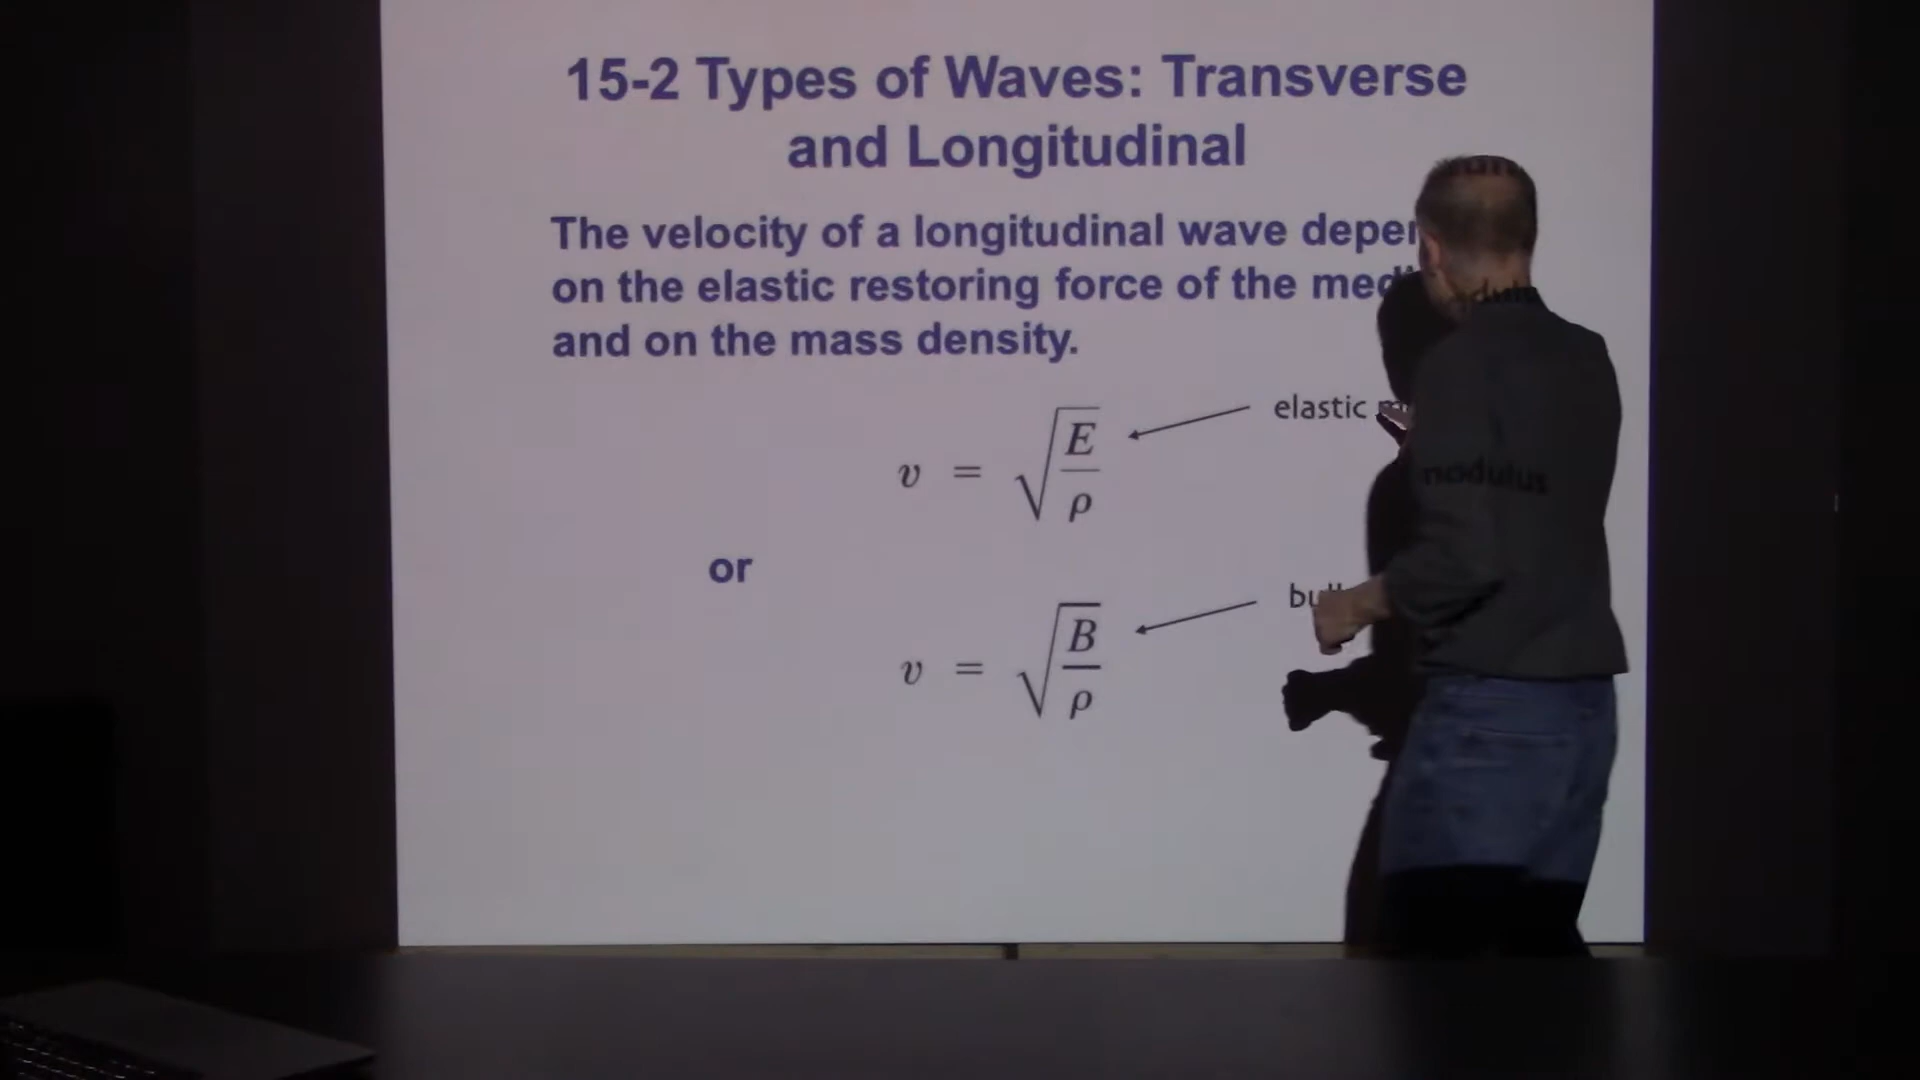 15-2 Types of Waves: Transverse
and Longitudinal
The velocity of a longitudinal wave depen
on the elastic restoring force of the med
and on the mass density.
v = √(E/ρ)
elastic
modulus
or
v = √(B/ρ)